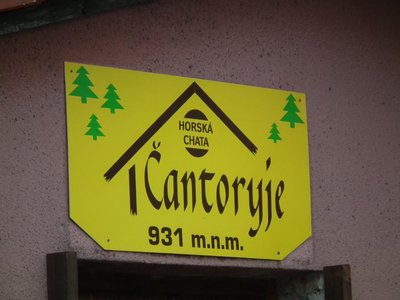 HORSKÁ
CHATA
Čantoryje
931 m.n.m.